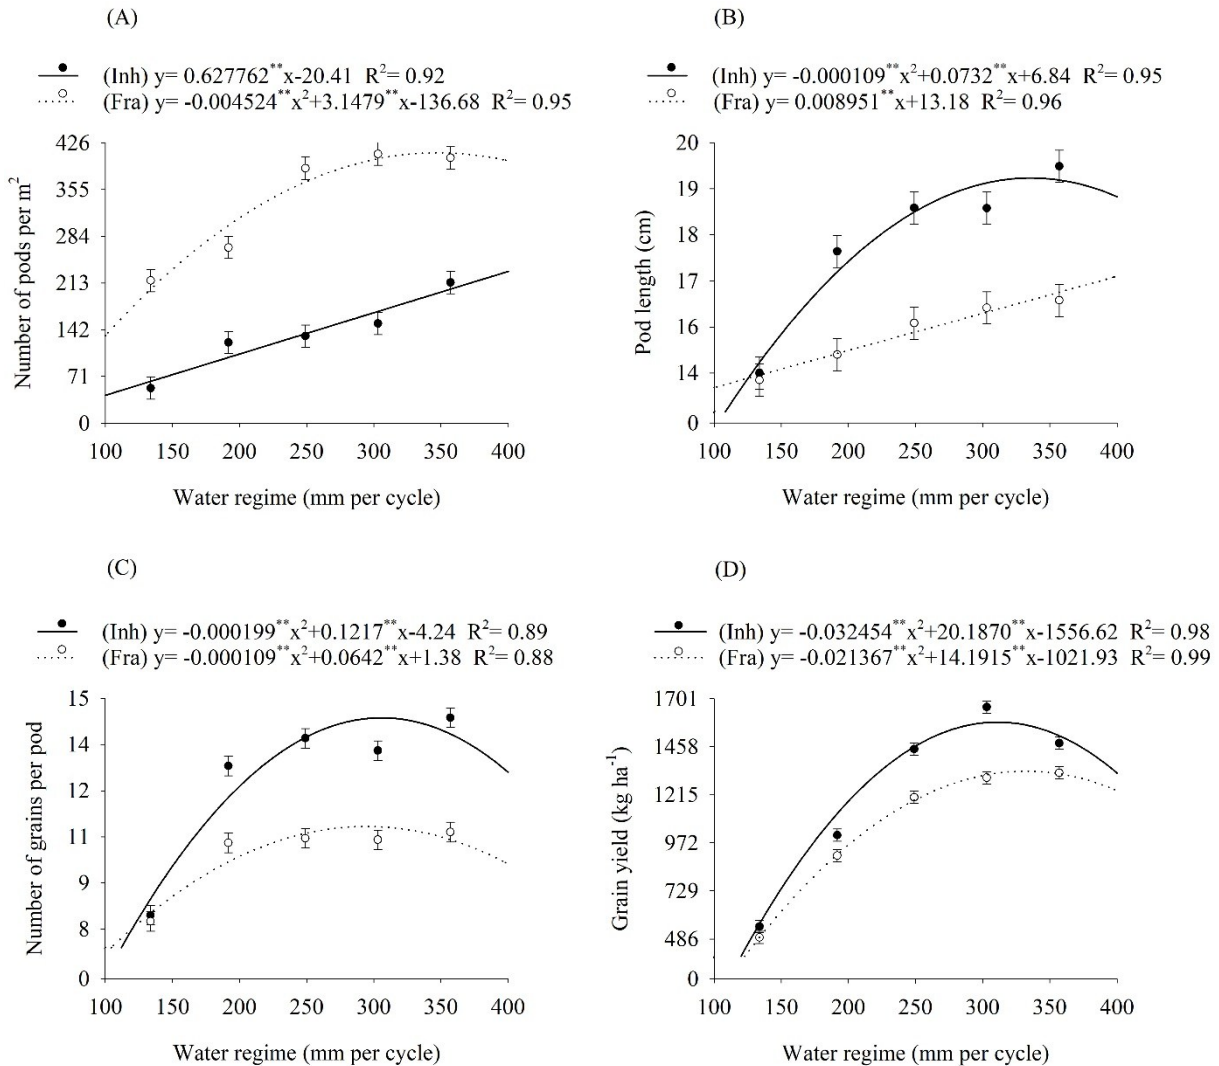 (A)
(Inh) y= 0.627762**x-20.41 R²= 0.92
(Fra) y= -0.004524**x²+3.1479**x-136.68 R²= 0.95
426
355
284
213
142
71
0
Number of pods per m²
100 150 200 250 300 350 400
Water regime (mm per cycle)
(B)
(Inh) y= -0.000109**x²+0.0732**x+6.84 R²= 0.95
(Fra) y= 0.008951**x+13.18 R²= 0.96
20
19
18
17
16
14
0
Pod length (cm)
100 150 200 250 300 350 400
Water regime (mm per cycle)
(C)
(Inh) y= -0.000199**x²+0.1217**x-4.24 R²= 0.89
(Fra) y= -0.000109**x²+0.0642**x+1.38 R²= 0.88
15
14
12
11
9
8
0
Number of grains per pod
100 150 200 250 300 350 400
Water regime (mm per cycle)
(D)
(Inh) y= -0.032454**x²+20.1870**x-1556.62 R²= 0.98
(Fra) y= -0.021367**x²+14.1915**x-1021.93 R²= 0.99
1701
1458
1215
972
729
486
0
Grain yield (kg ha⁻¹)
100 150 200 250 300 350 400
Water regime (mm per cycle)